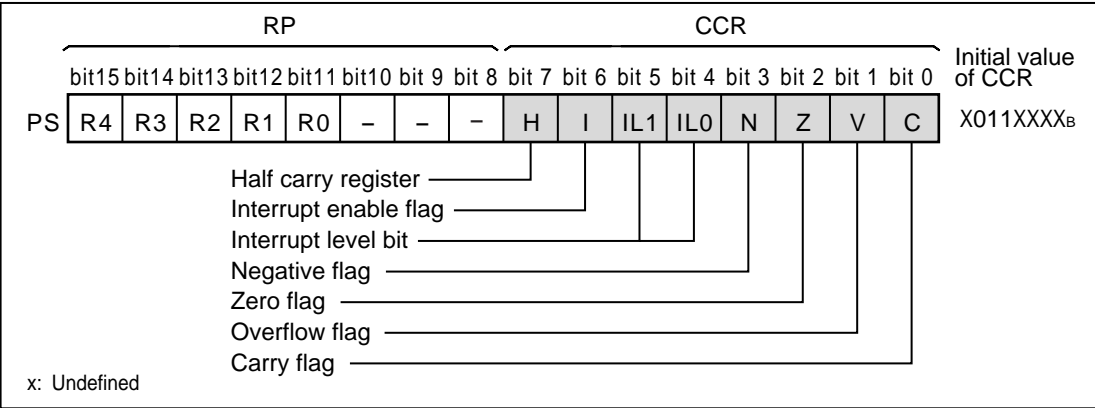 RP CCR
bit15 bit14 bit13 bit12 bit11 bit10 bit 9 bit 8 bit 7 bit 6 bit 5 bit 4 bit 3 bit 2 bit 1 bit 0
Initial value
of CCR
PS R4 R3 R2 R1 R0 – – – H I IL1 IL0 N Z V C X011XXXXB
Half carry register
Interrupt enable flag
Interrupt level bit
Negative flag
Zero flag
Overflow flag
Carry flag
x: Undefined